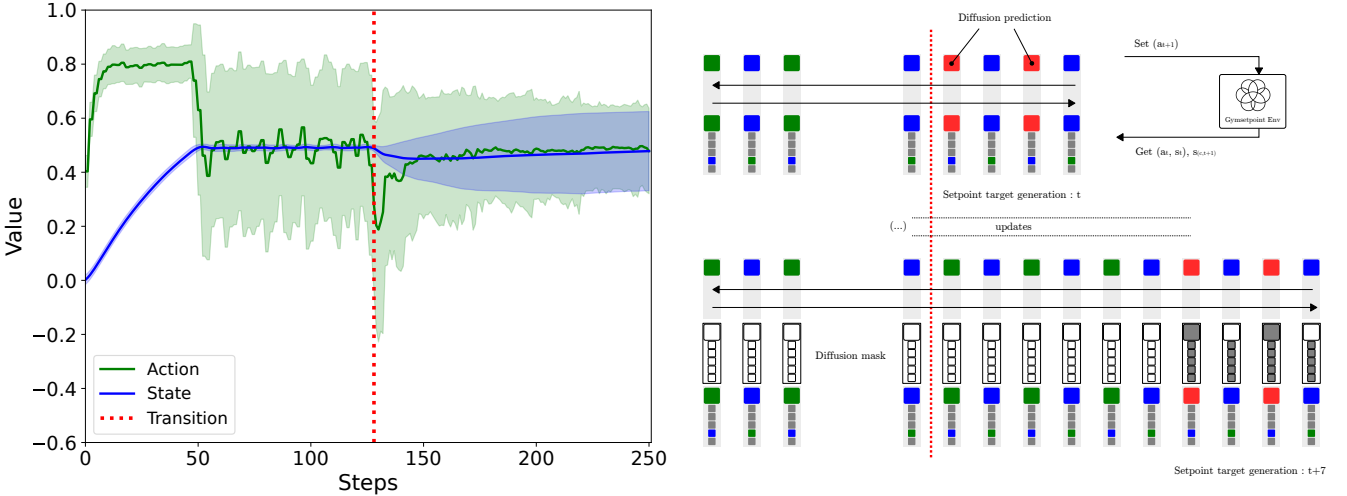 1.0
0.8
0.6
0.4
0.2
0.0
−0.2
−0.4
−0.6
Value
0
50
100
150
200
250
Steps
Action
State
Transition
Diffusion prediction
Set (aₜ₊₁)
Gymsetpoint Env
Get (aₜ, sₜ), s₍c,t+1₎
Setpoint target generation : t
(...)
updates
Diffusion mask
Setpoint target generation : t+7